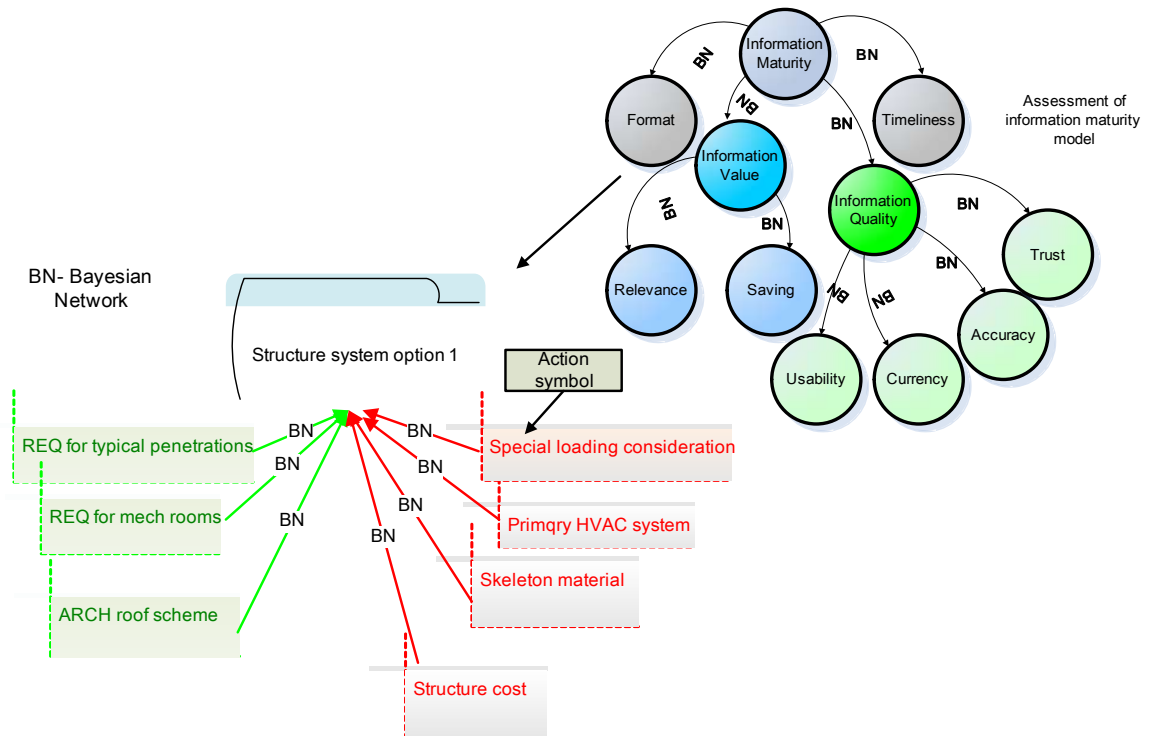 Information
Maturity
BN
BN
BN
BN
Format
Timeliness
Assessment of
information maturity
model
Information
Value
Information
Quality
BN
BN
BN
BN
BN
BN
Trust
Relevance
Saving
Accuracy
Usability
Currency
BN- Bayesian
Network
Structure system option 1
Action
symbol
REQ for typical penetrations
BN
BN
Special loading consideration
REQ for mech rooms
BN
BN
Primqry HVAC system
BN
BN
BN
Skeleton material
ARCH roof scheme
Structure cost